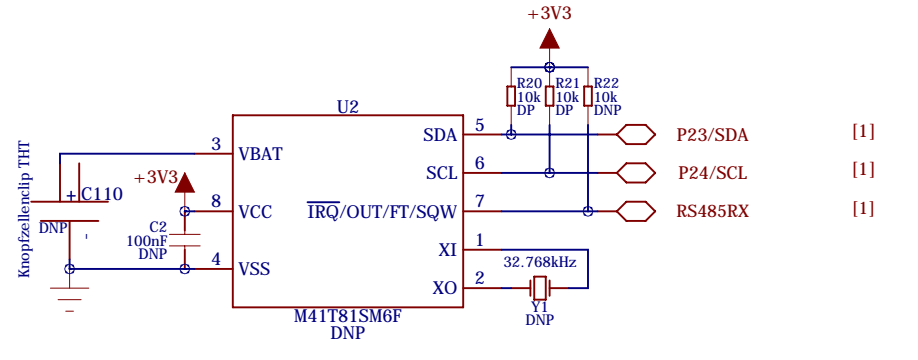 +3V3
R20
10k
DP
R21
10k
DP
R22
10k
DNP
U2
SDA
5
P23/SDA
[1]
3
VBAT
SCL
6
P24/SCL
[1]
Knopfzellenclip THT
+
C110
DNP
-
+3V3
8
VCC
IRQ/OUT/FT/SQW
7
RS485RX
[1]
C2
100nF
DNP
XI
1
4
VSS
32.768kHz
XO
2
Y1
DNP
M41T81SM6F
DNP